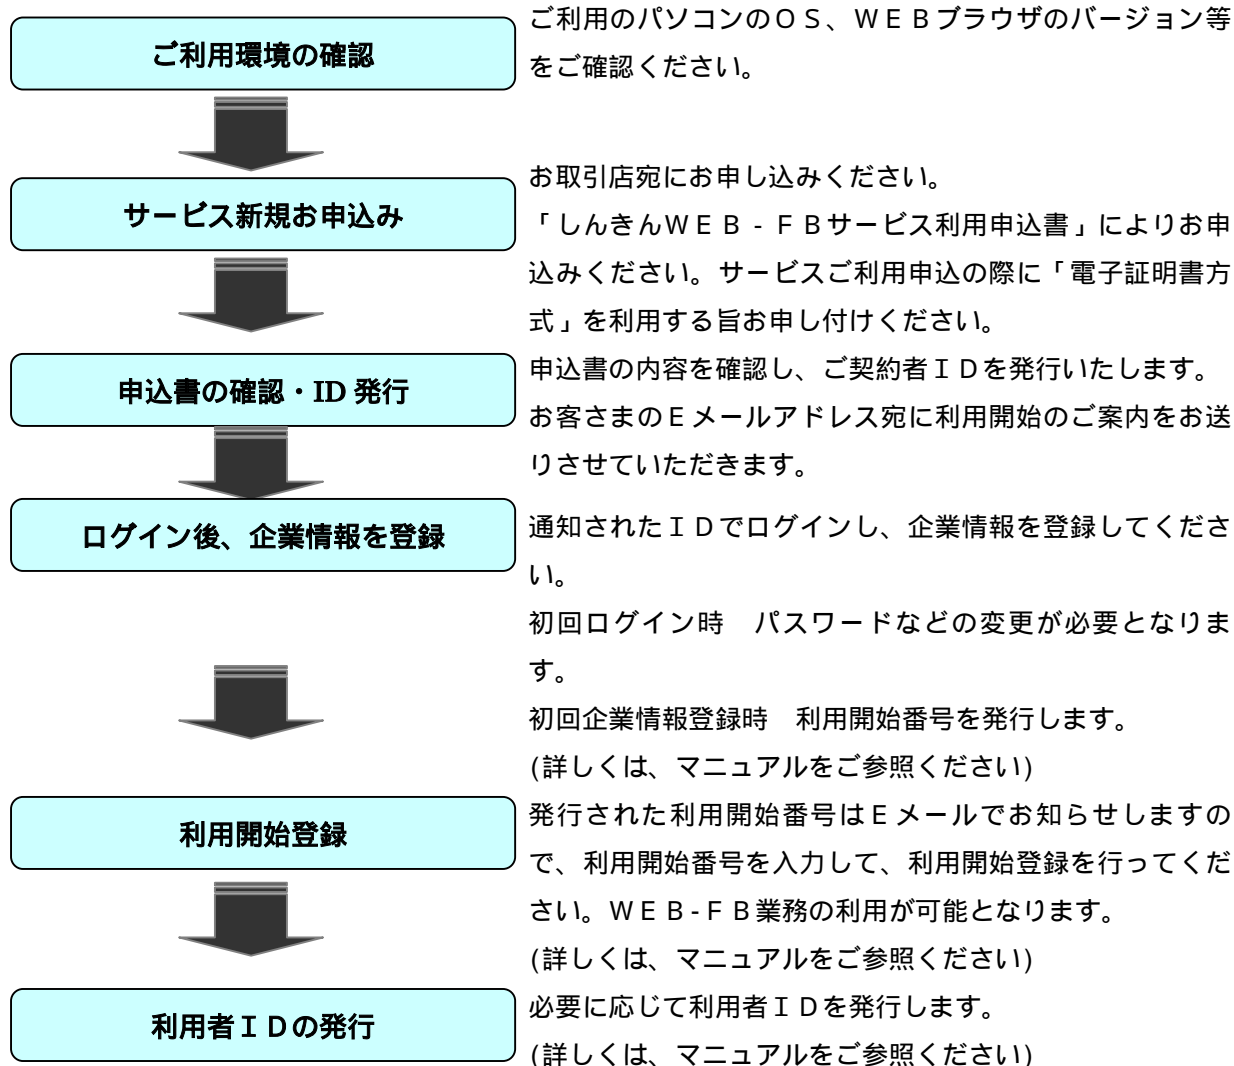 ご利用環境の確認
ご利用のパソコンのＯＳ、ＷＥＢブラウザのバージョン等
をご確認ください。
サービス新規お申込み
お取引店宛にお申し込みください。
「しんきんＷＥＢ‐ＦＢサービス利用申込書」によりお申
込みください。サービスご利用申込の際に「電子証明書方
式」を利用する旨お申し付けください。
申込書の確認・ID 発行
申込書の内容を確認し、ご契約者ＩＤを発行いたします。
お客さまのＥメールアドレス宛に利用開始のご案内をお送
りさせていただきます。
ログイン後、企業情報を登録
通知されたＩＤでログインし、企業情報を登録してくださ
い。
初回ログイン時　パスワードなどの変更が必要となりま
す。
初回企業情報登録時　利用開始番号を発行します。
(詳しくは、マニュアルをご参照ください)
利用開始登録
発行された利用開始番号はＥメールでお知らせしますの
で、利用開始番号を入力して、利用開始登録を行ってくだ
さい。ＷＥＢ-ＦＢ業務の利用が可能となります。
(詳しくは、マニュアルをご参照ください)
利用者ＩＤの発行
必要に応じて利用者ＩＤを発行します。
(詳しくは、マニュアルをご参照ください)